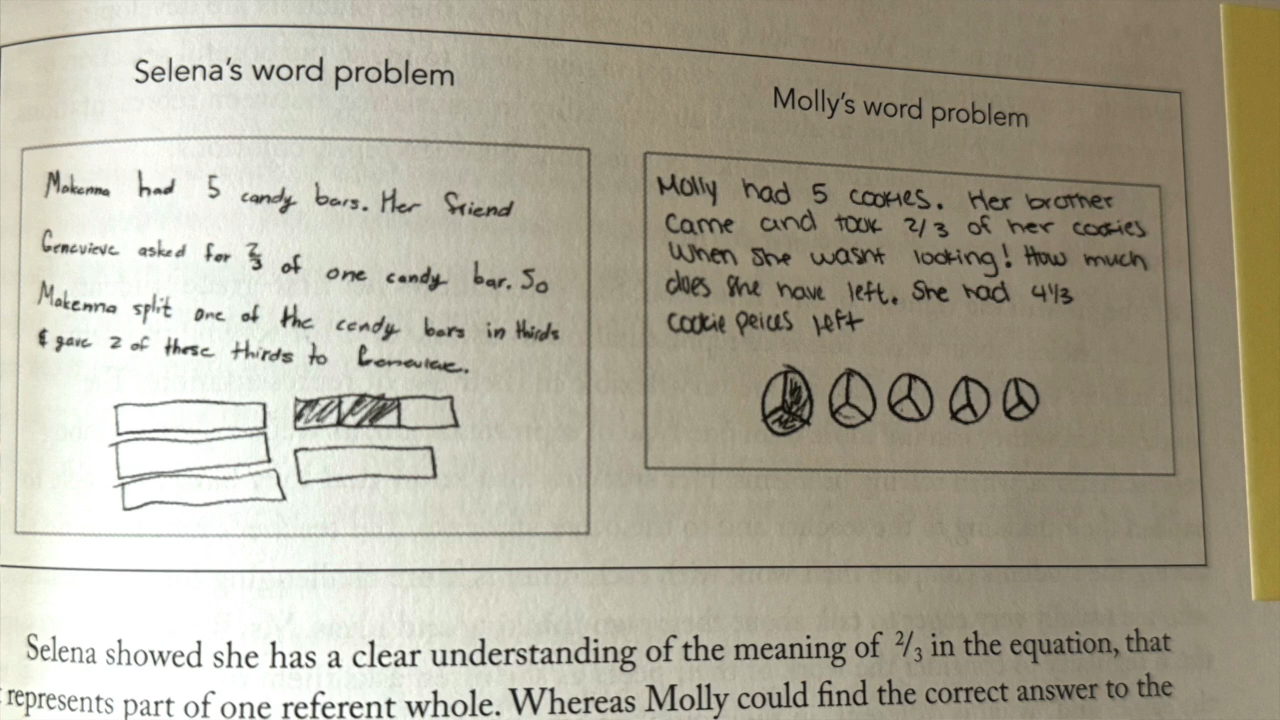 Selena's word problem
Makenna had 5 candy bars. Her friend
Genevieve asked for 2/3 of one candy bar. So
Makenna split one of the candy bars in thirds
& gave 2 of these thirds to Genevieve.
Molly's word problem
Molly had 5 cookies. Her brother
came and took 2/3 of her cookies
When she wasnt looking! How much
does she have left. She had 4 1/3
cookie peices left
Selena showed she has a clear understanding of the meaning of 2/3 in the equation, that
represents part of one referent whole. Whereas Molly could find the correct answer to the